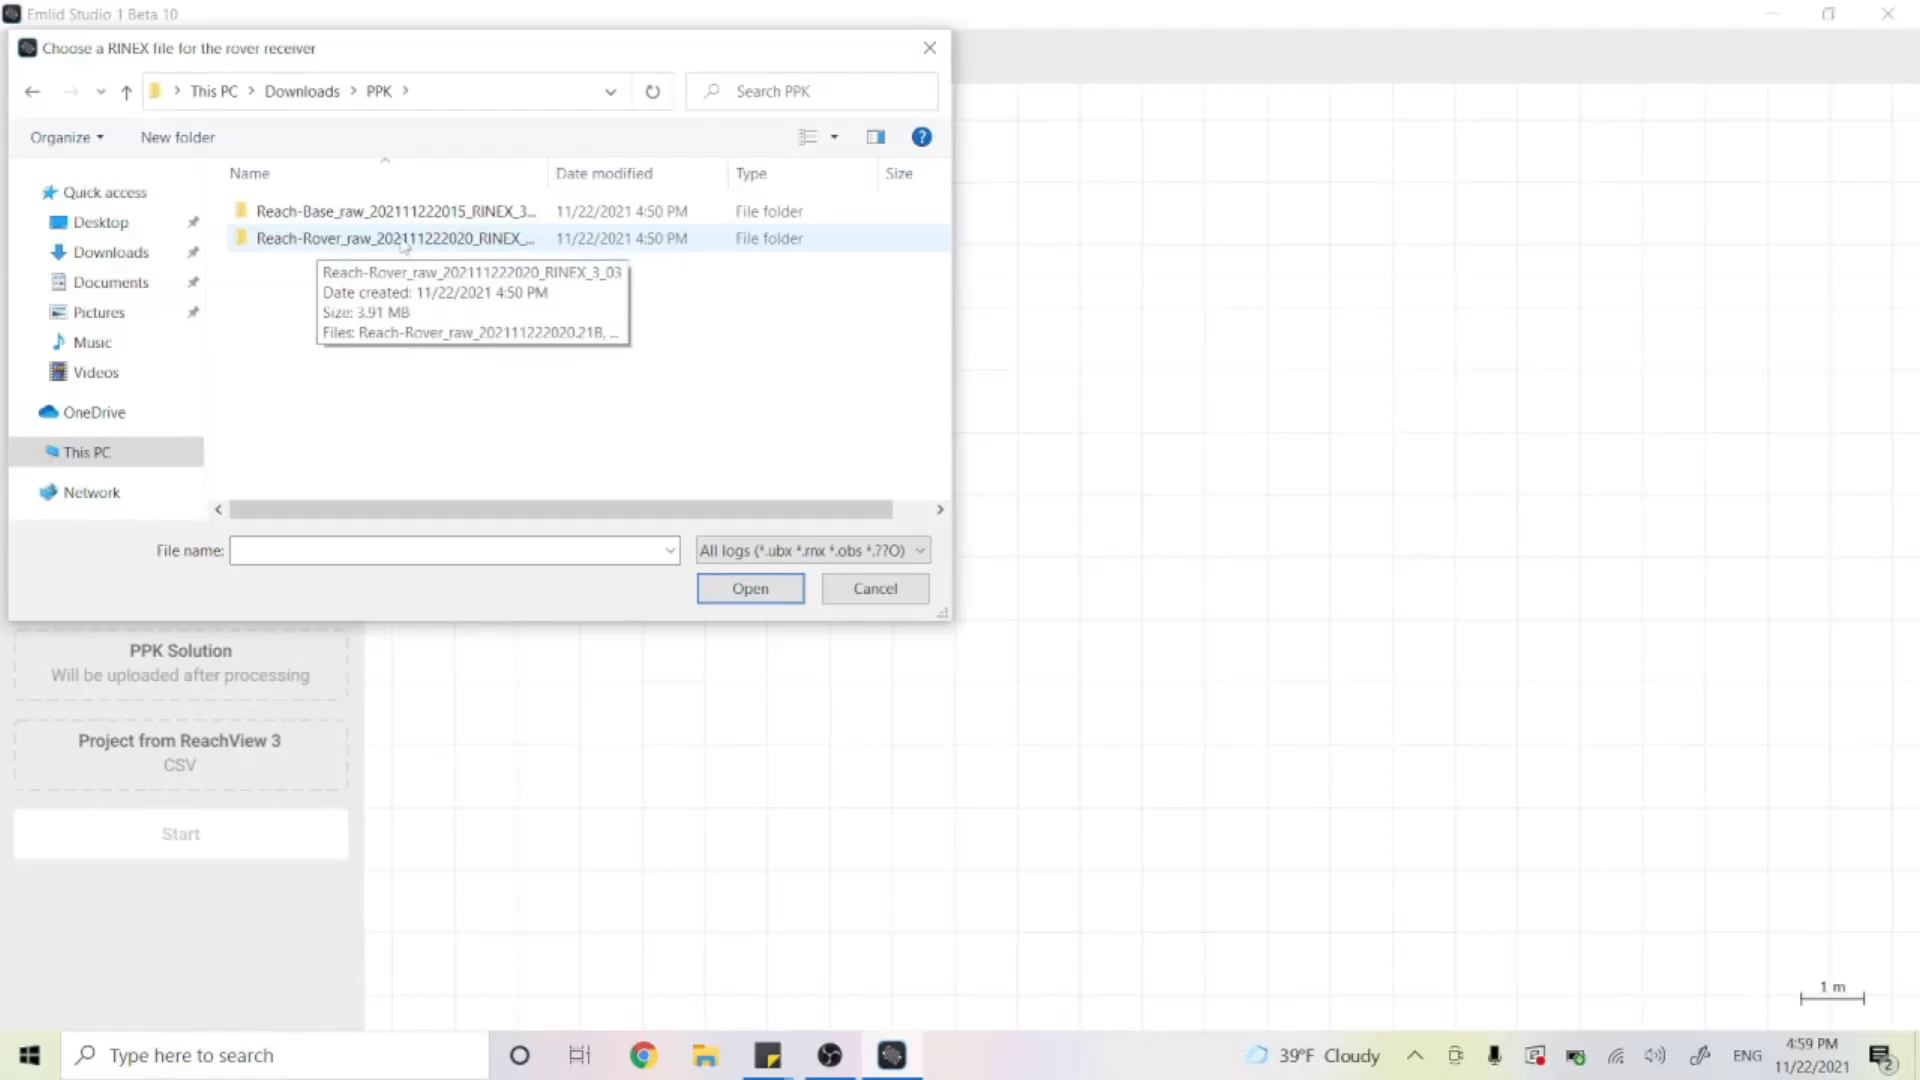 Emlid Studio 1 Beta 10
Choose a RINEX file for the rover receiver
This PC > Downloads > PPK >
Search PPK
Organize
New folder
Name
Date modified
Type
Size
Reach-Base_raw_202111222015_RINEX_3...
11/22/2021 4:50 PM
File folder
Reach-Rover_raw_202111222020_RINEX_...
11/22/2021 4:50 PM
File folder
Reach-Rover_raw_202111222020_RINEX_3_03
Date created: 11/22/2021 4:50 PM
Size: 3.91 MB
Files: Reach-Rover_raw_202111222020.21B, ...
Quick access
Desktop
Downloads
Documents
Pictures
Music
Videos
OneDrive
This PC
Network
File name:
All logs (*.ubx *.rnx *.obs *.??O)
Open
Cancel
PPK Solution
Will be uploaded after processing
Project from ReachView 3
CSV
Start
1 m
Type here to search
39°F Cloudy
ENG
4:59 PM
11/22/2021
2